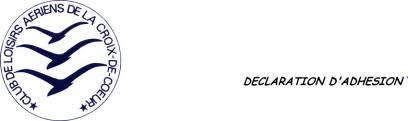 ★ CLUB DE LOISIRS AERIENS DE LA CROIX-DE-COEUR ★
DECLARATION D'ADHESION